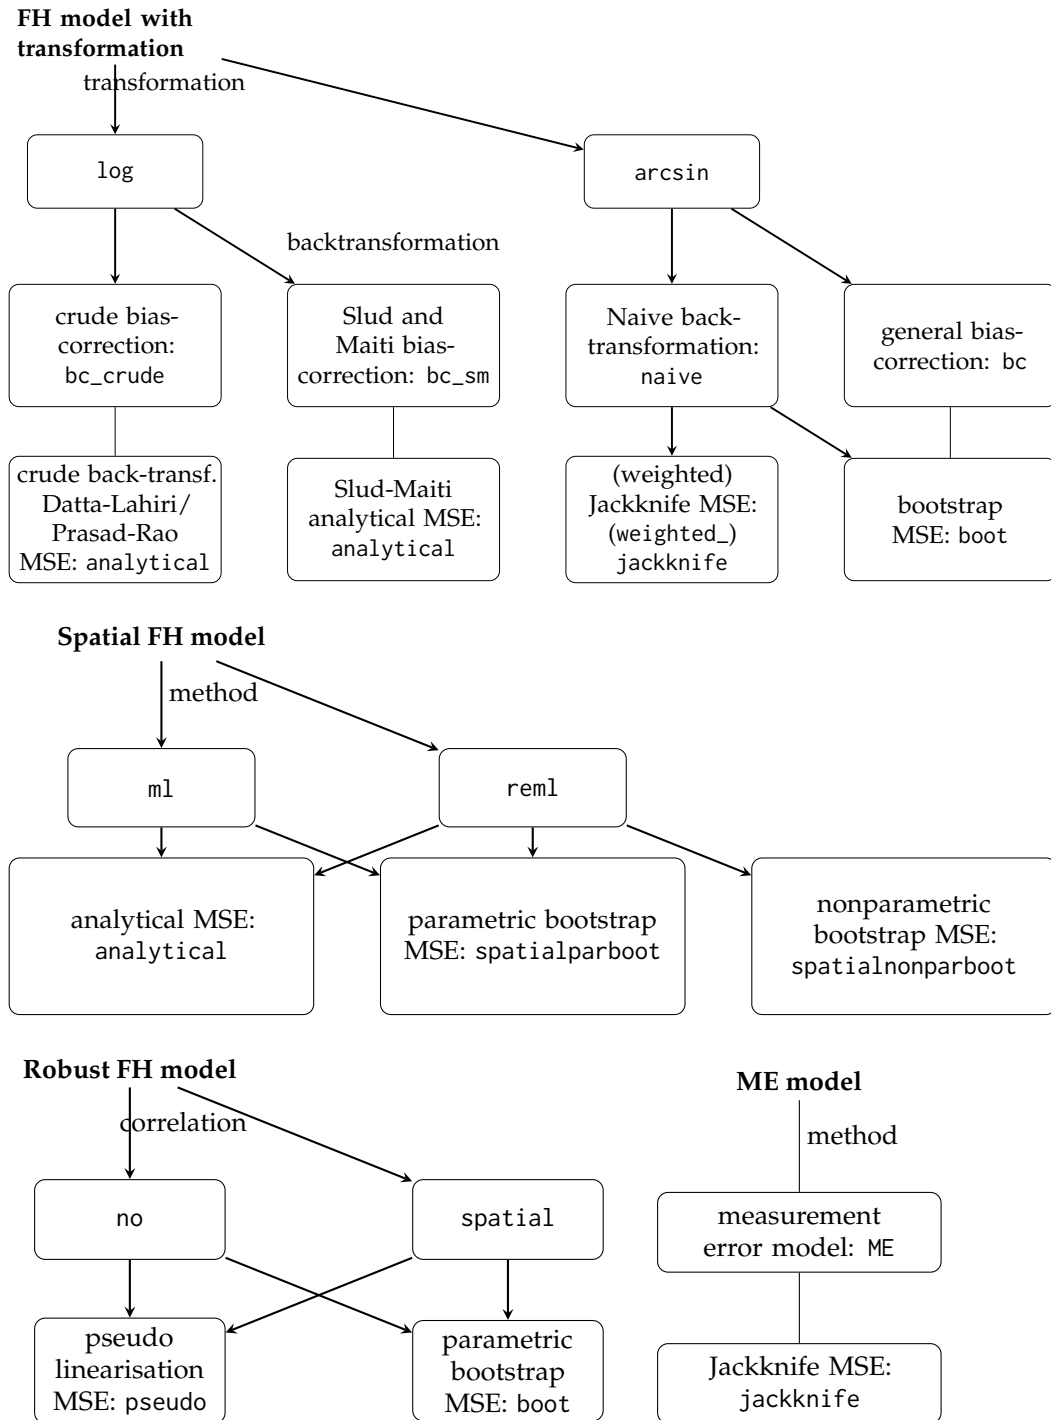 FH model with
transformation
transformation
log
arcsin
backtransformation
crude bias-
correction:
bc_crude
Slud and
Maiti bias-
correction: bc_sm
Naive back-
transformation:
naive
general bias-
correction: bc
crude back-transf.
Datta-Lahiri/
Prasad-Rao
MSE: analytical
Slud-Maiti
analytical MSE:
analytical
(weighted)
Jackknife MSE:
(weighted_)
jackknife
bootstrap
MSE: boot
Spatial FH model
method
ml
reml
analytical MSE:
analytical
parametric bootstrap
MSE: spatialparboot
nonparametric
bootstrap MSE:
spatialnonparboot
Robust FH model
correlation
no
spatial
pseudo
linearisation
MSE: pseudo
parametric
bootstrap
MSE: boot
ME model
method
measurement
error model: ME
Jackknife MSE:
jackknife